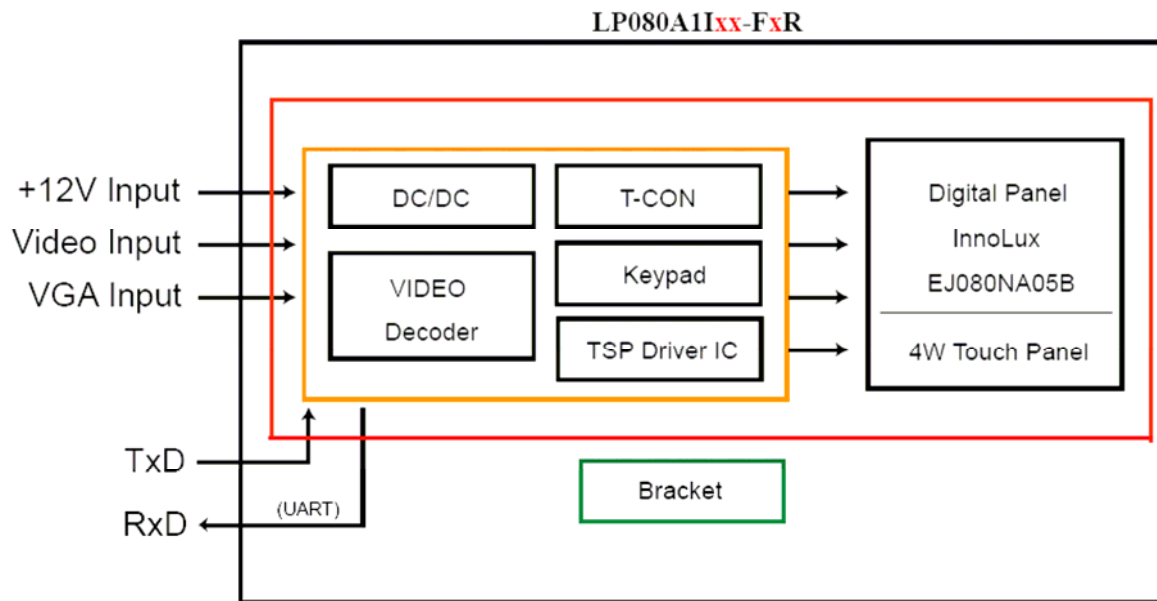 LP080A1Ixx-FxR
+12V Input
Video Input
VGA Input
DC/DC
T-CON
VIDEO
Decoder
Keypad
TSP Driver IC
Digital Panel
InnoLux
EJ080NA05B
4W Touch Panel
TxD
RxD
(UART)
Bracket